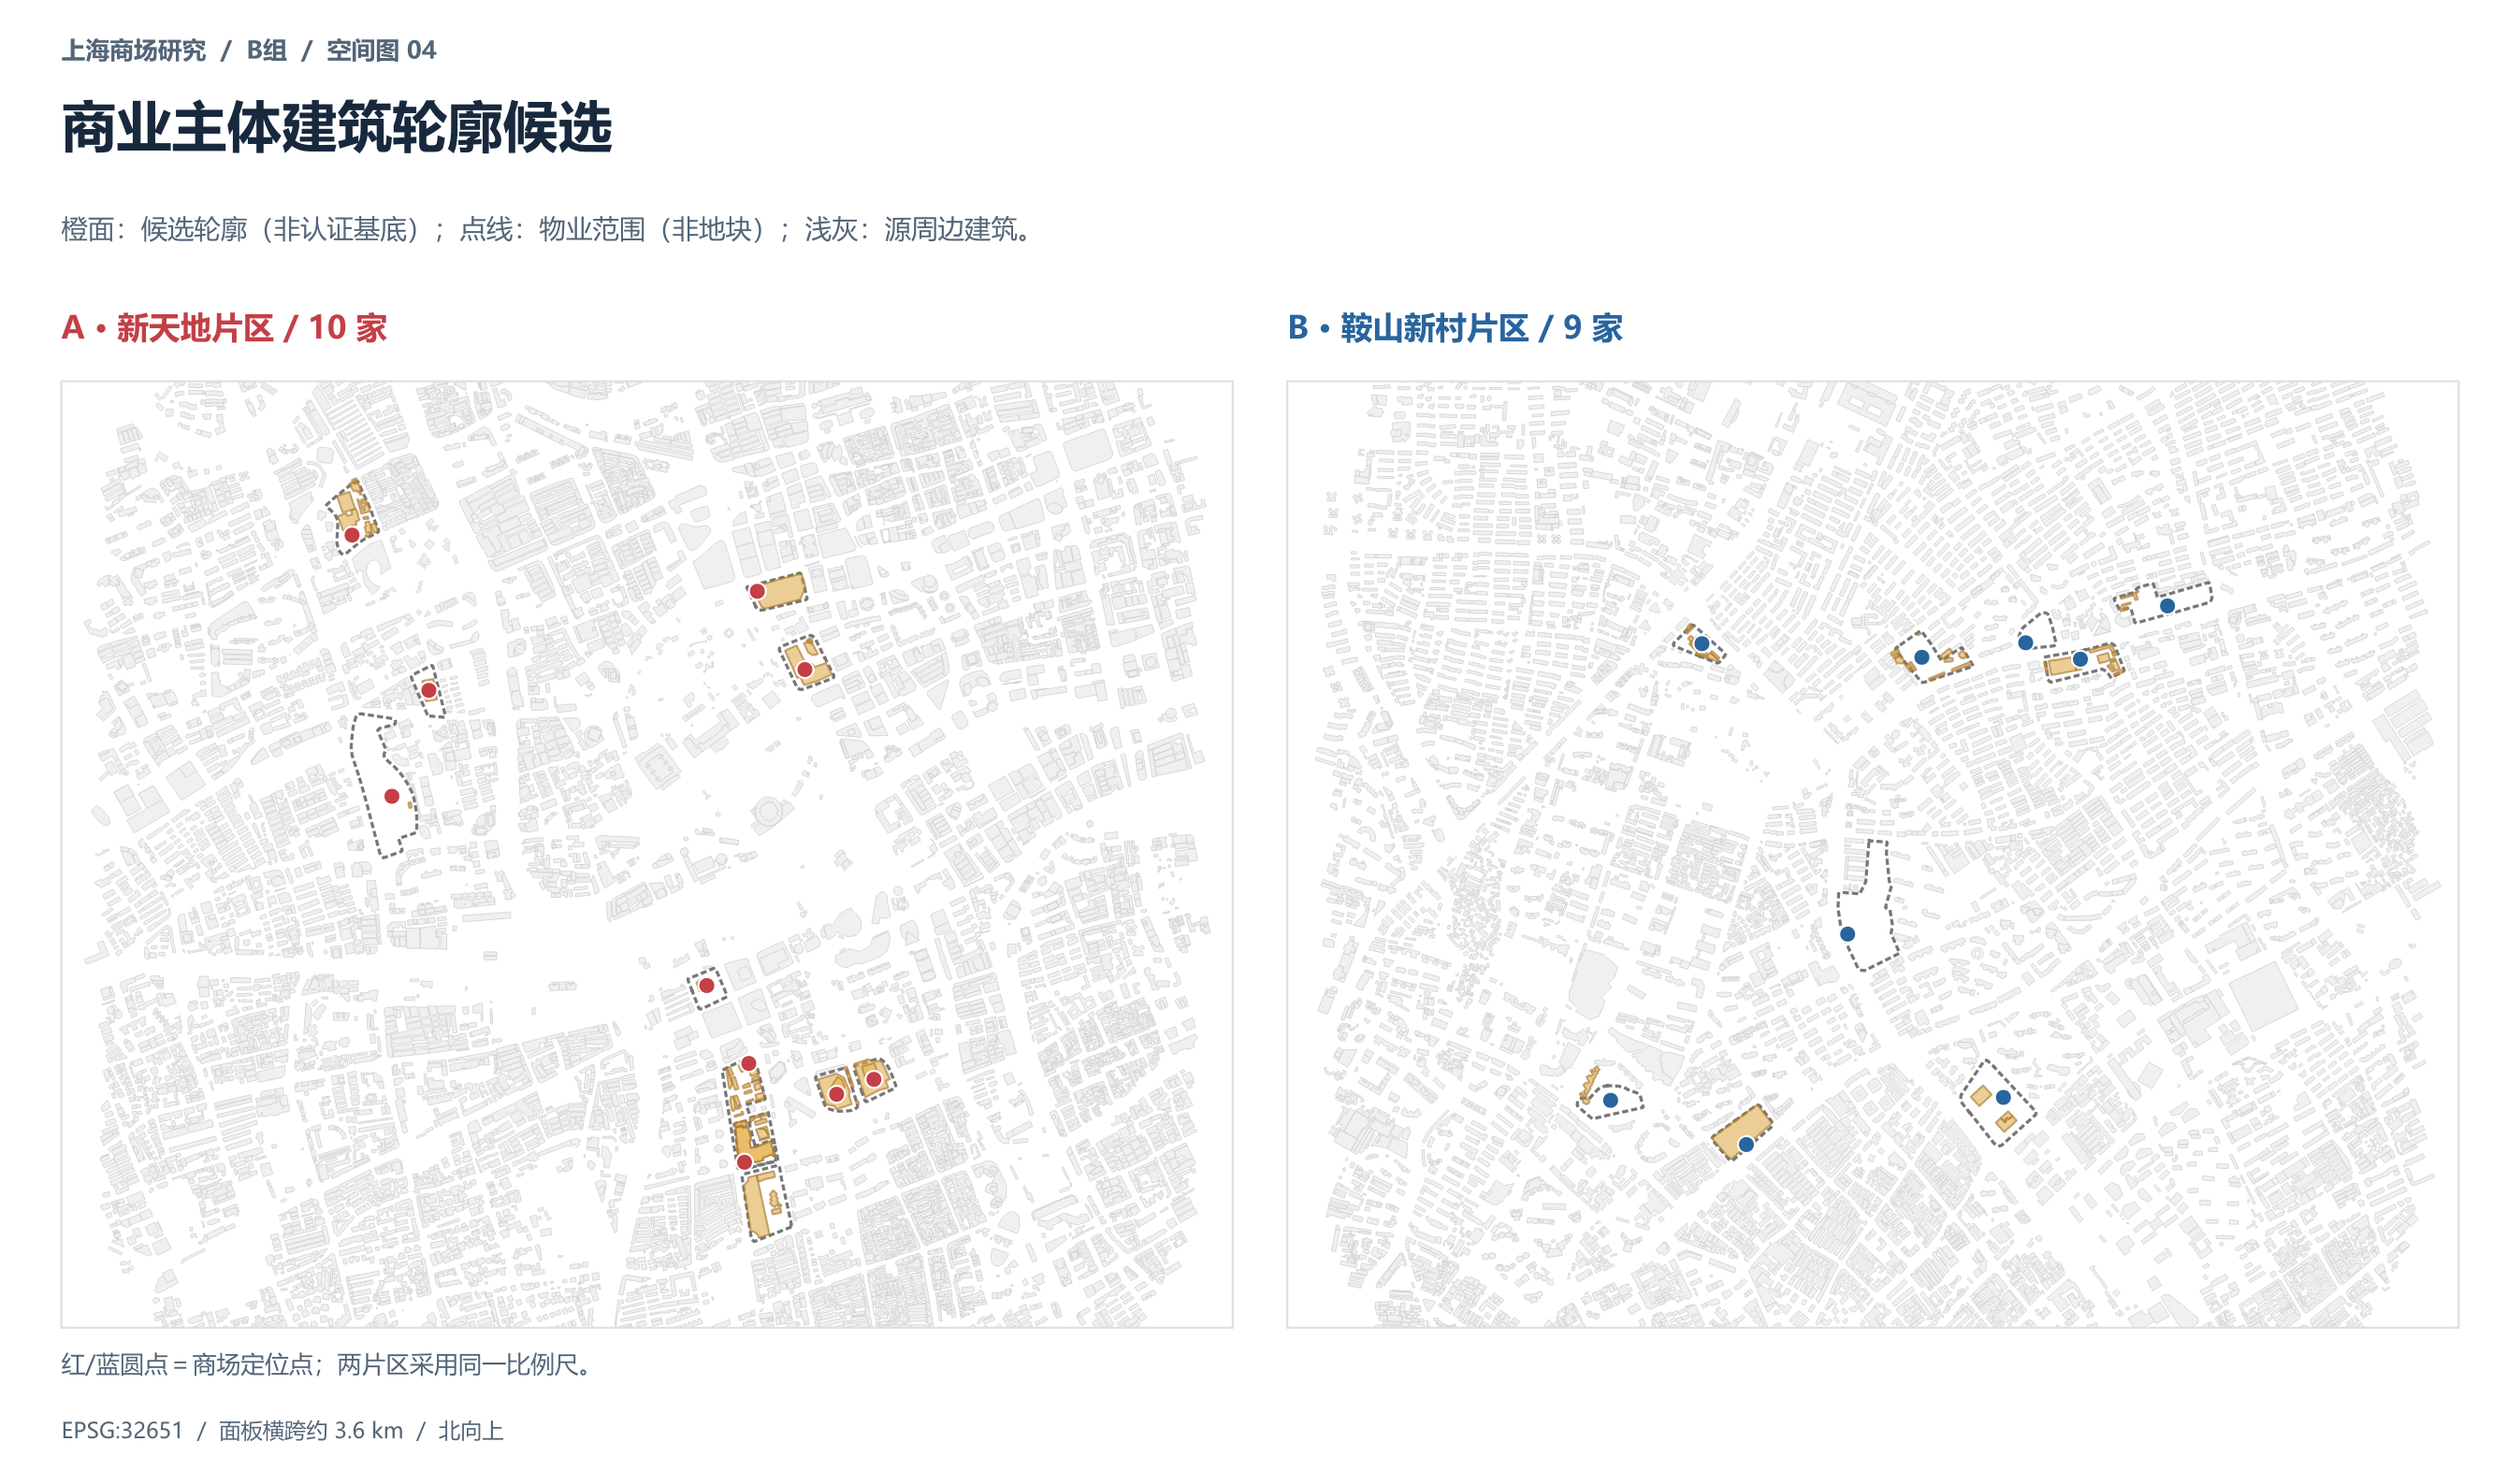 上海商场研究 / B组 / 空间图 04
商业主体建筑轮廓候选
橙面：候选轮廓（非认证基底）；点线：物业范围（非地块）；浅灰：源周边建筑。
A · 新天地片区 / 10 家
B · 鞍山新村片区 / 9 家
红/蓝圆点＝商场定位点；两片区采用同一比例尺。
EPSG:32651 / 面板横跨约 3.6 km / 北向上